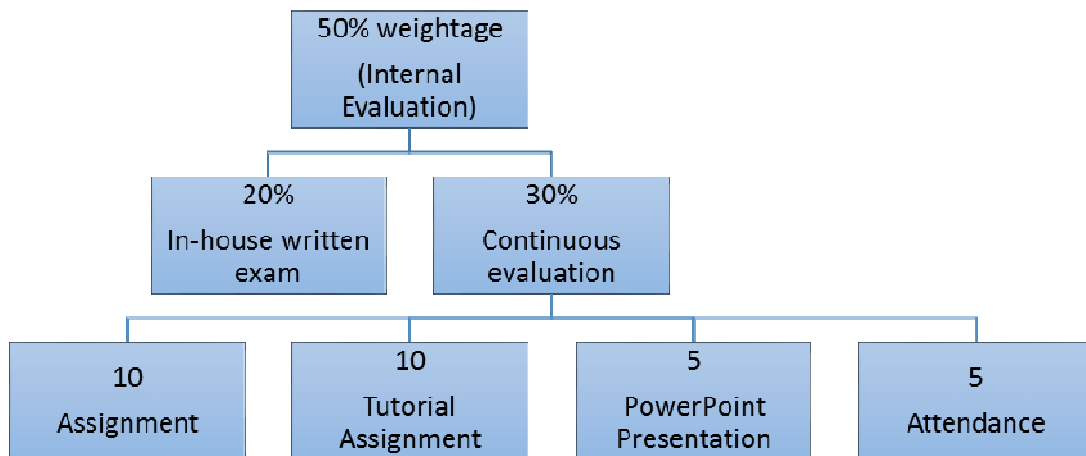 50% weightage
(Internal
Evaluation)
20%
In-house written
exam
30%
Continuous
evaluation
10
Assignment
10
Tutorial
Assignment
5
PowerPoint
Presentation
5
Attendance